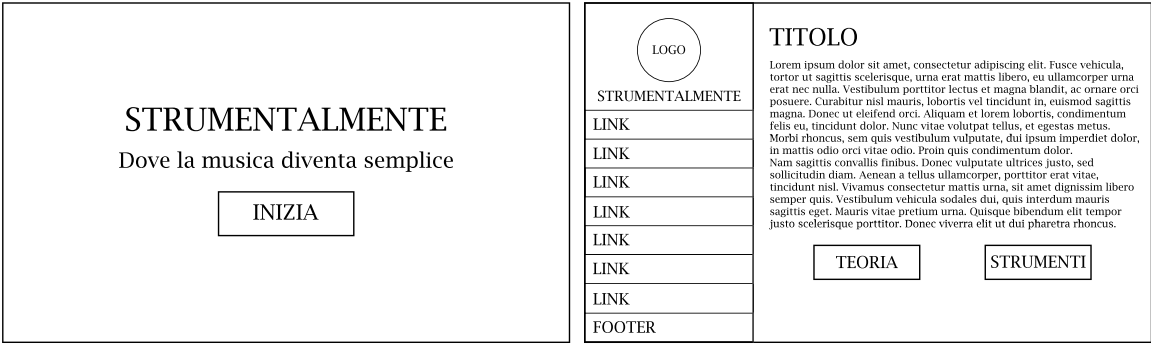 STRUMENTALMENTE
Dove la musica diventa semplice
INIZIA
LOGO
STRUMENTALMENTE
LINK
LINK
LINK
LINK
LINK
LINK
LINK
FOOTER
TITOLO
Lorem ipsum dolor sit amet, consectetur adipiscing elit. Fusce vehicula,
tortor ut sagittis scelerisque, urna erat mattis libero, eu ullamcorper urna
erat nec nulla. Vestibulum porttitor lectus et magna blandit, ac ornare orci
posuere. Curabitur nisl mauris, lobortis vel tincidunt in, euismod sagittis
magna. Donec ut eleifend orci. Aliquam et lorem lobortis, condimentum
felis eu, tincidunt dolor. Nunc vitae volutpat tellus, et egestas metus.
Morbi rhoncus, sem quis vestibulum vulputate, dui ipsum imperdiet dolor,
in mattis odio orci vitae odio. Proin quis condimentum dolor.
Nam sagittis convallis finibus. Donec vulputate ultrices justo, sed
sollicitudin diam. Aenean a tellus ullamcorper, porttitor erat vitae,
tincidunt nisl. Vivamus consectetur mattis urna, sit amet dignissim libero
semper quis. Vestibulum vehicula sodales dui, quis interdum mauris
sagittis eget. Mauris vitae pretium urna. Quisque bibendum elit tempor
justo scelerisque porttitor. Donec viverra elit ut dui pharetra rhoncus.
TEORIA
STRUMENTI